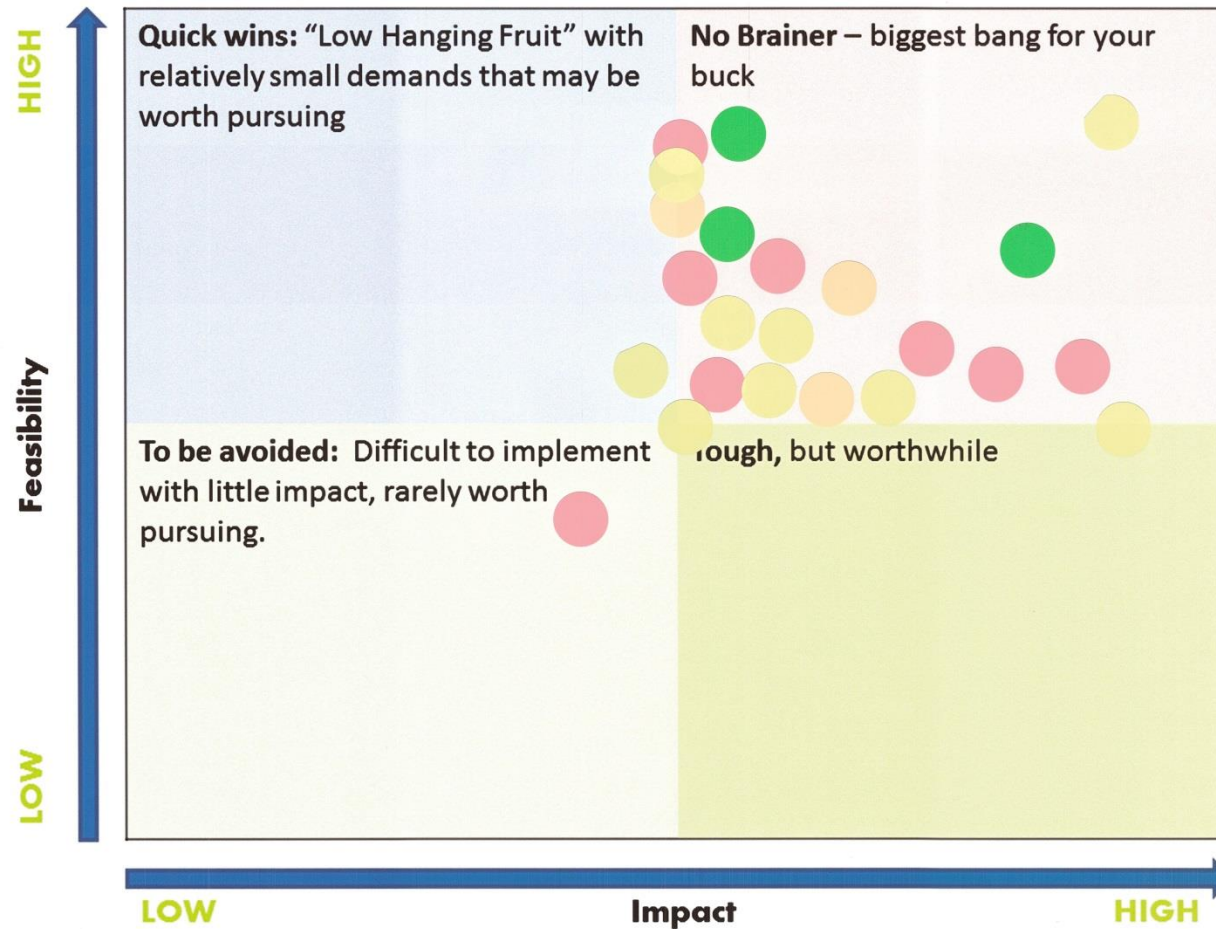 HIGH
Quick wins: “Low Hanging Fruit” with
relatively small demands that may be
worth pursuing
No Brainer – biggest bang for your
buck
Feasibility
To be avoided:  Difficult to implement
with little impact, rarely worth
pursuing.
Tough, but worthwhile
LOW
LOW
Impact
HIGH